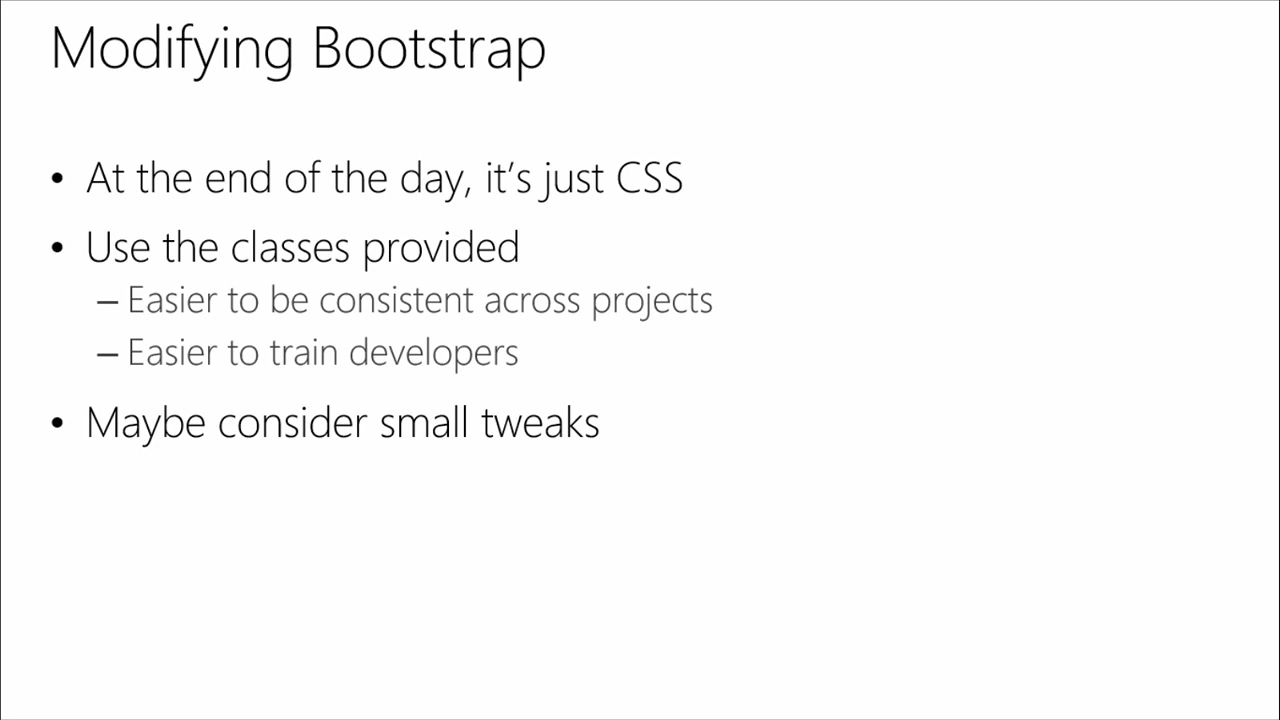 Modifying Bootstrap
• At the end of the day, it’s just CSS
• Use the classes provided
– Easier to be consistent across projects
– Easier to train developers
• Maybe consider small tweaks